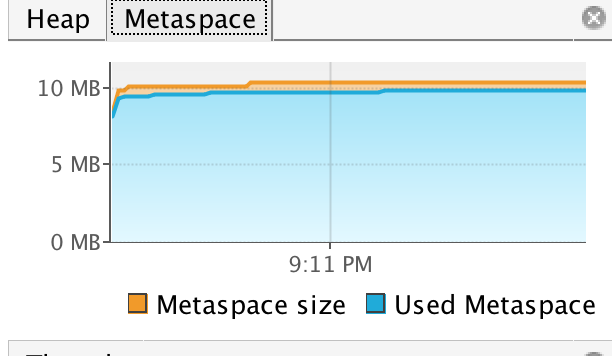 Heap Metaspace
10 MB
5 MB
0 MB
9:11 PM
Metaspace size Used Metaspace